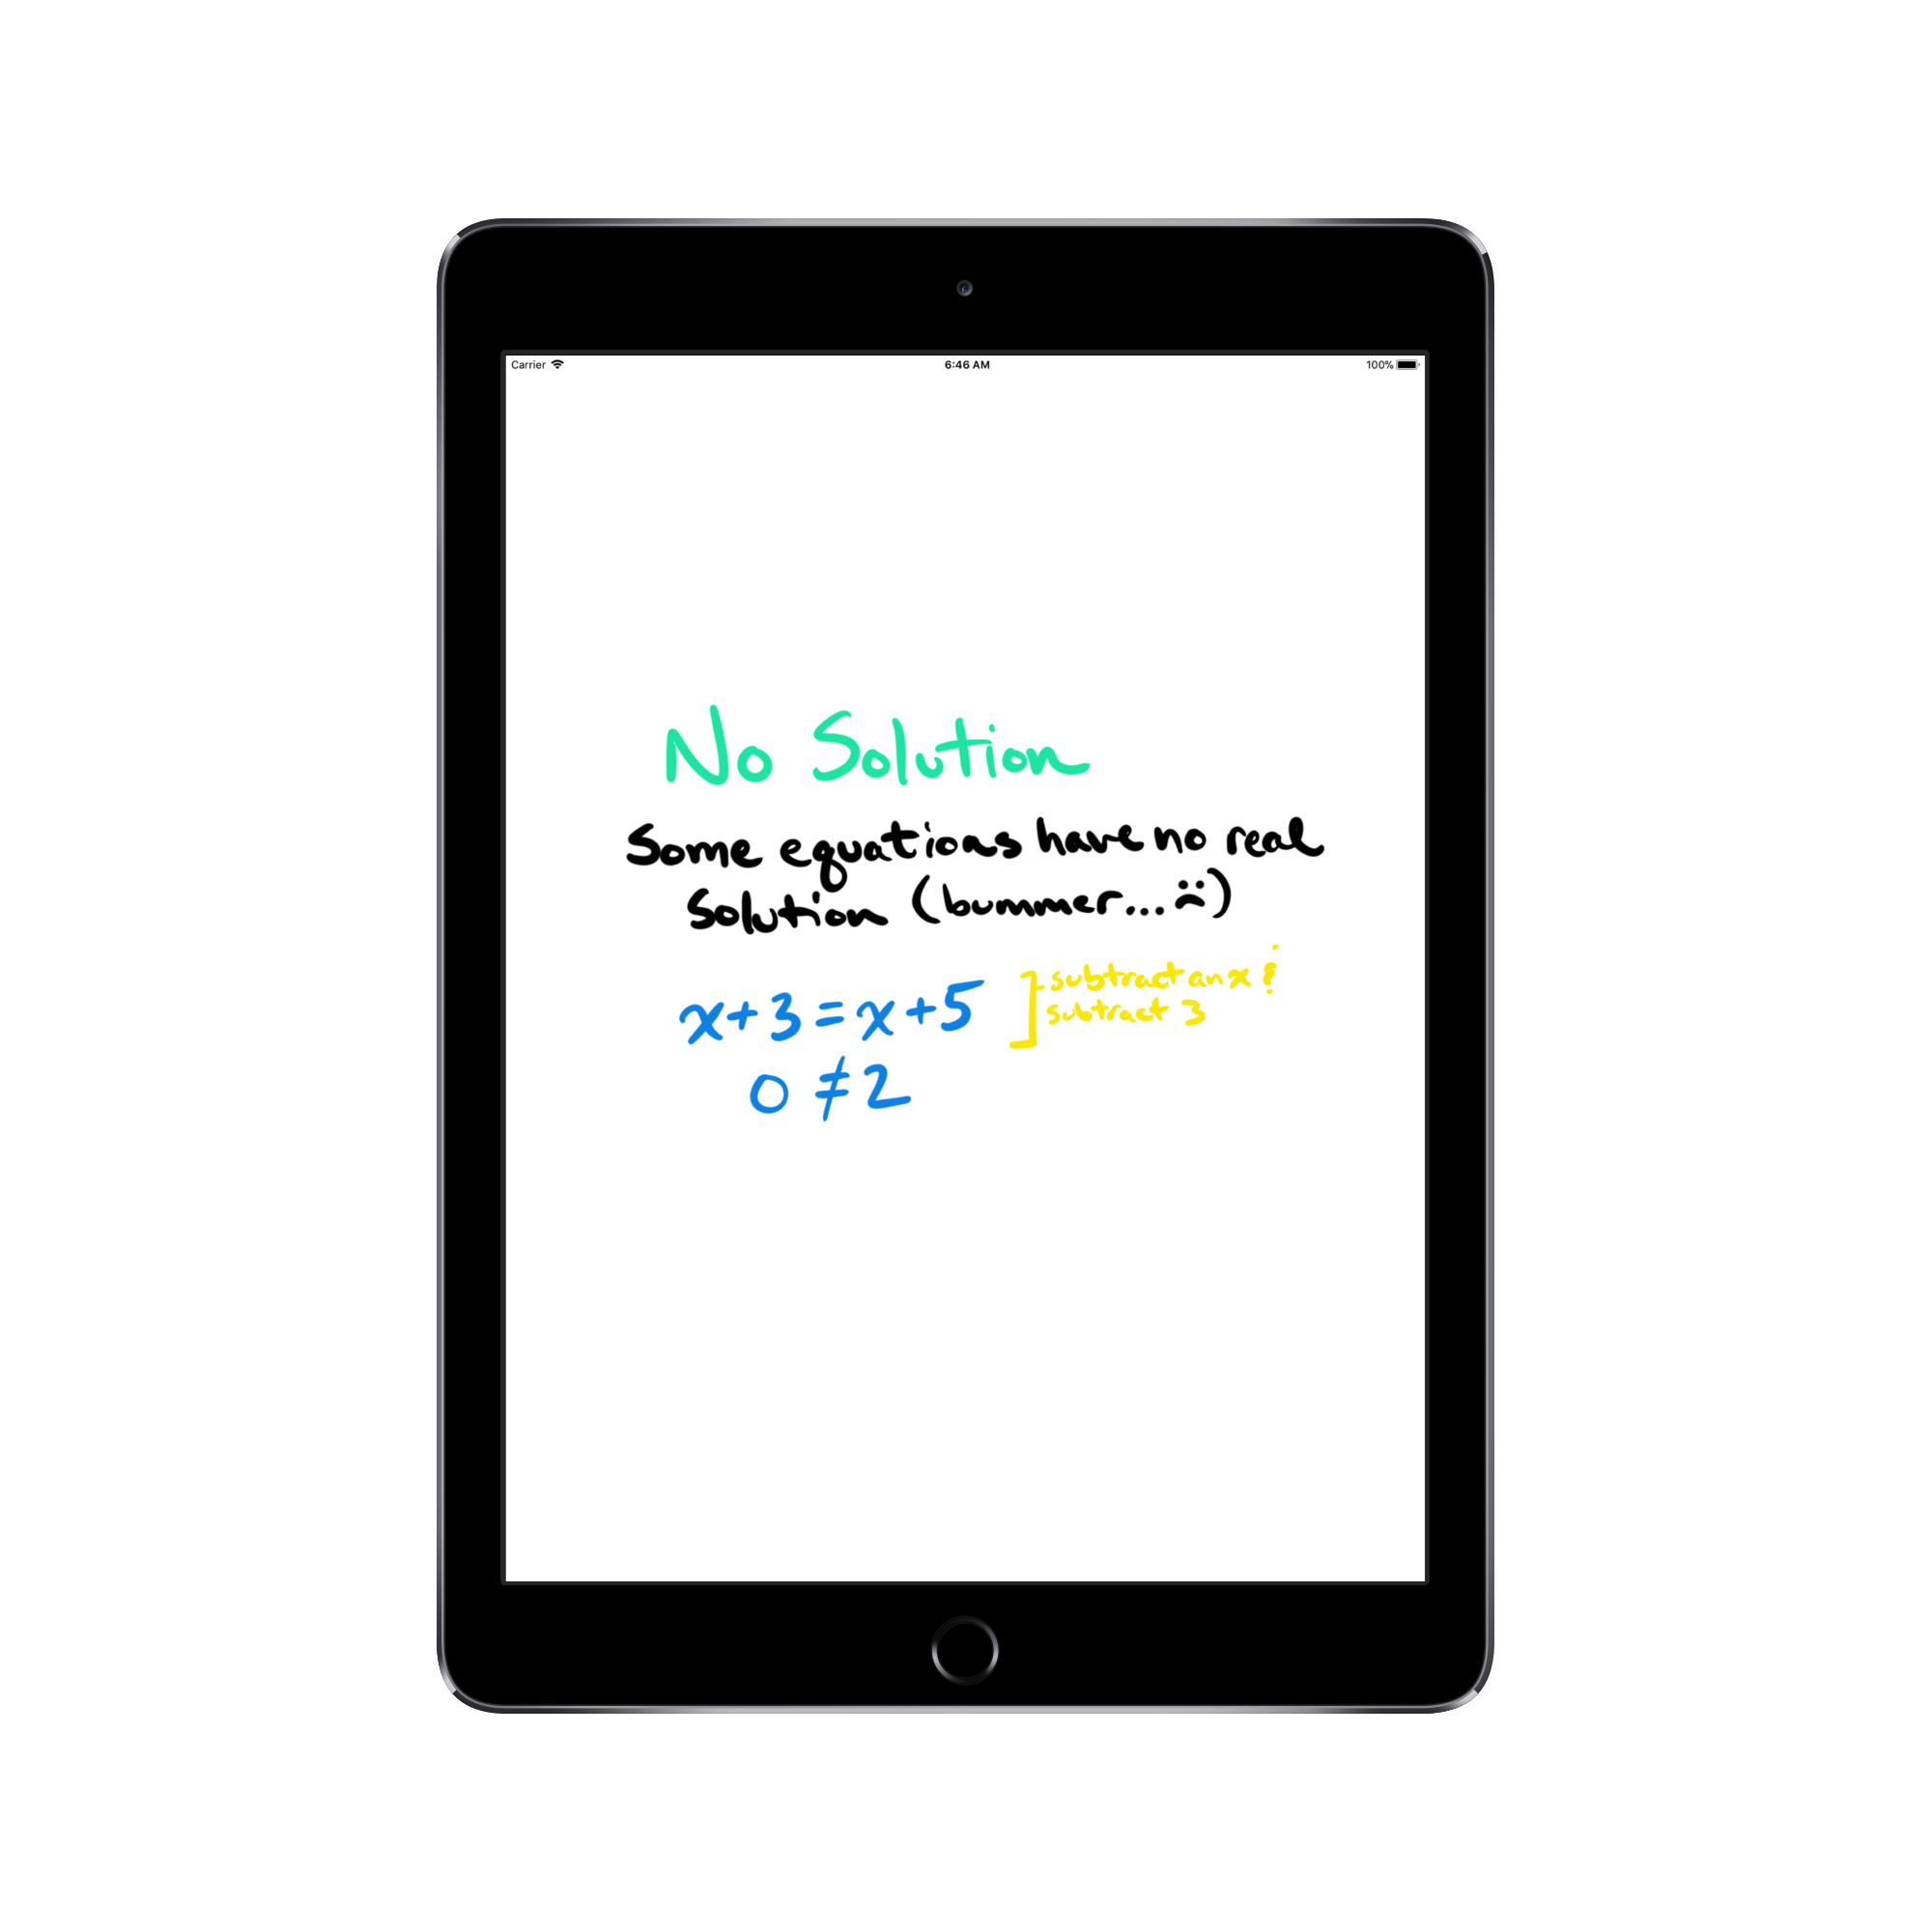 Carrier 6:46 AM 100%
No Solution
Some equations have no real
solution (bummer...☹)
x+3=x+5 ] subtract an x &
subtract 3
0 ≠ 2